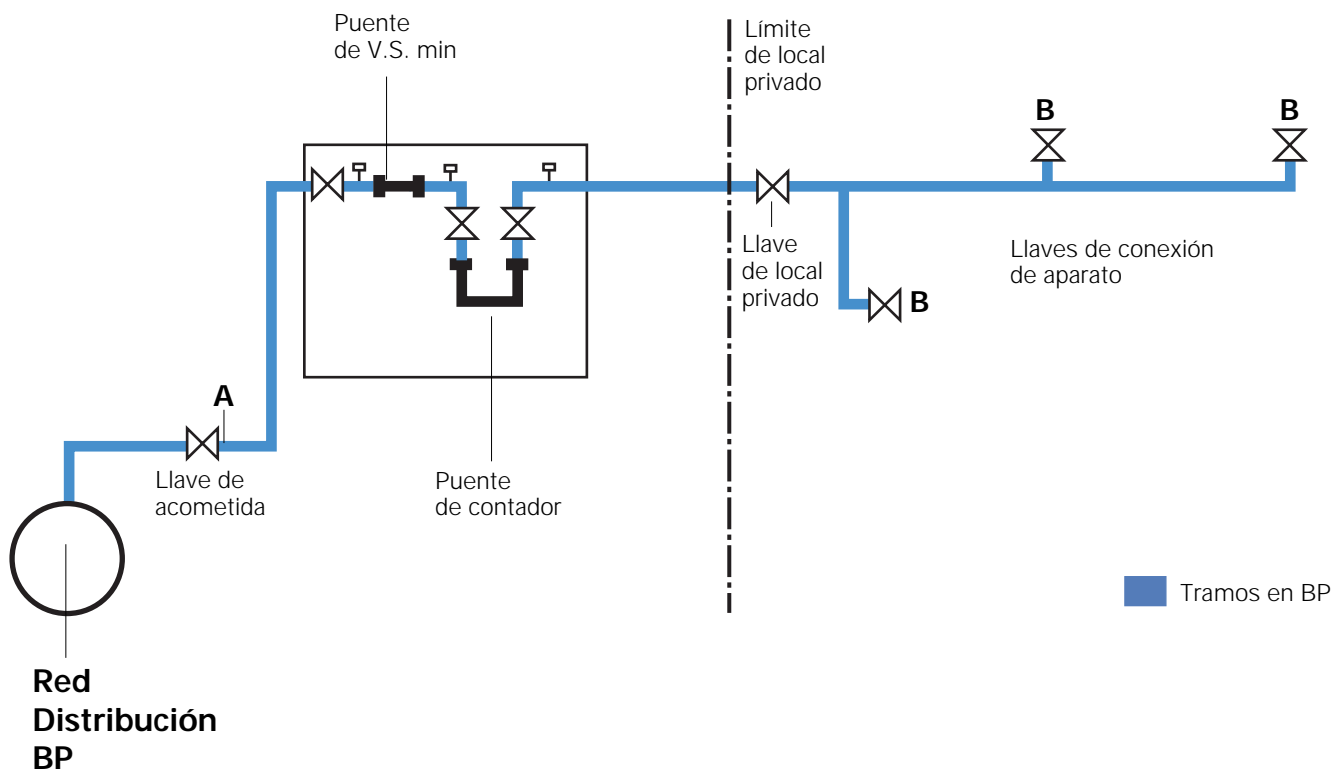 Puente
de V.S. min
Límite
de local
privado
B
B
Llave
de local
privado
Llaves de conexión
de aparato
B
A
Llave de
acometida
Puente
de contador
Tramos en BP
Red
Distribución
BP